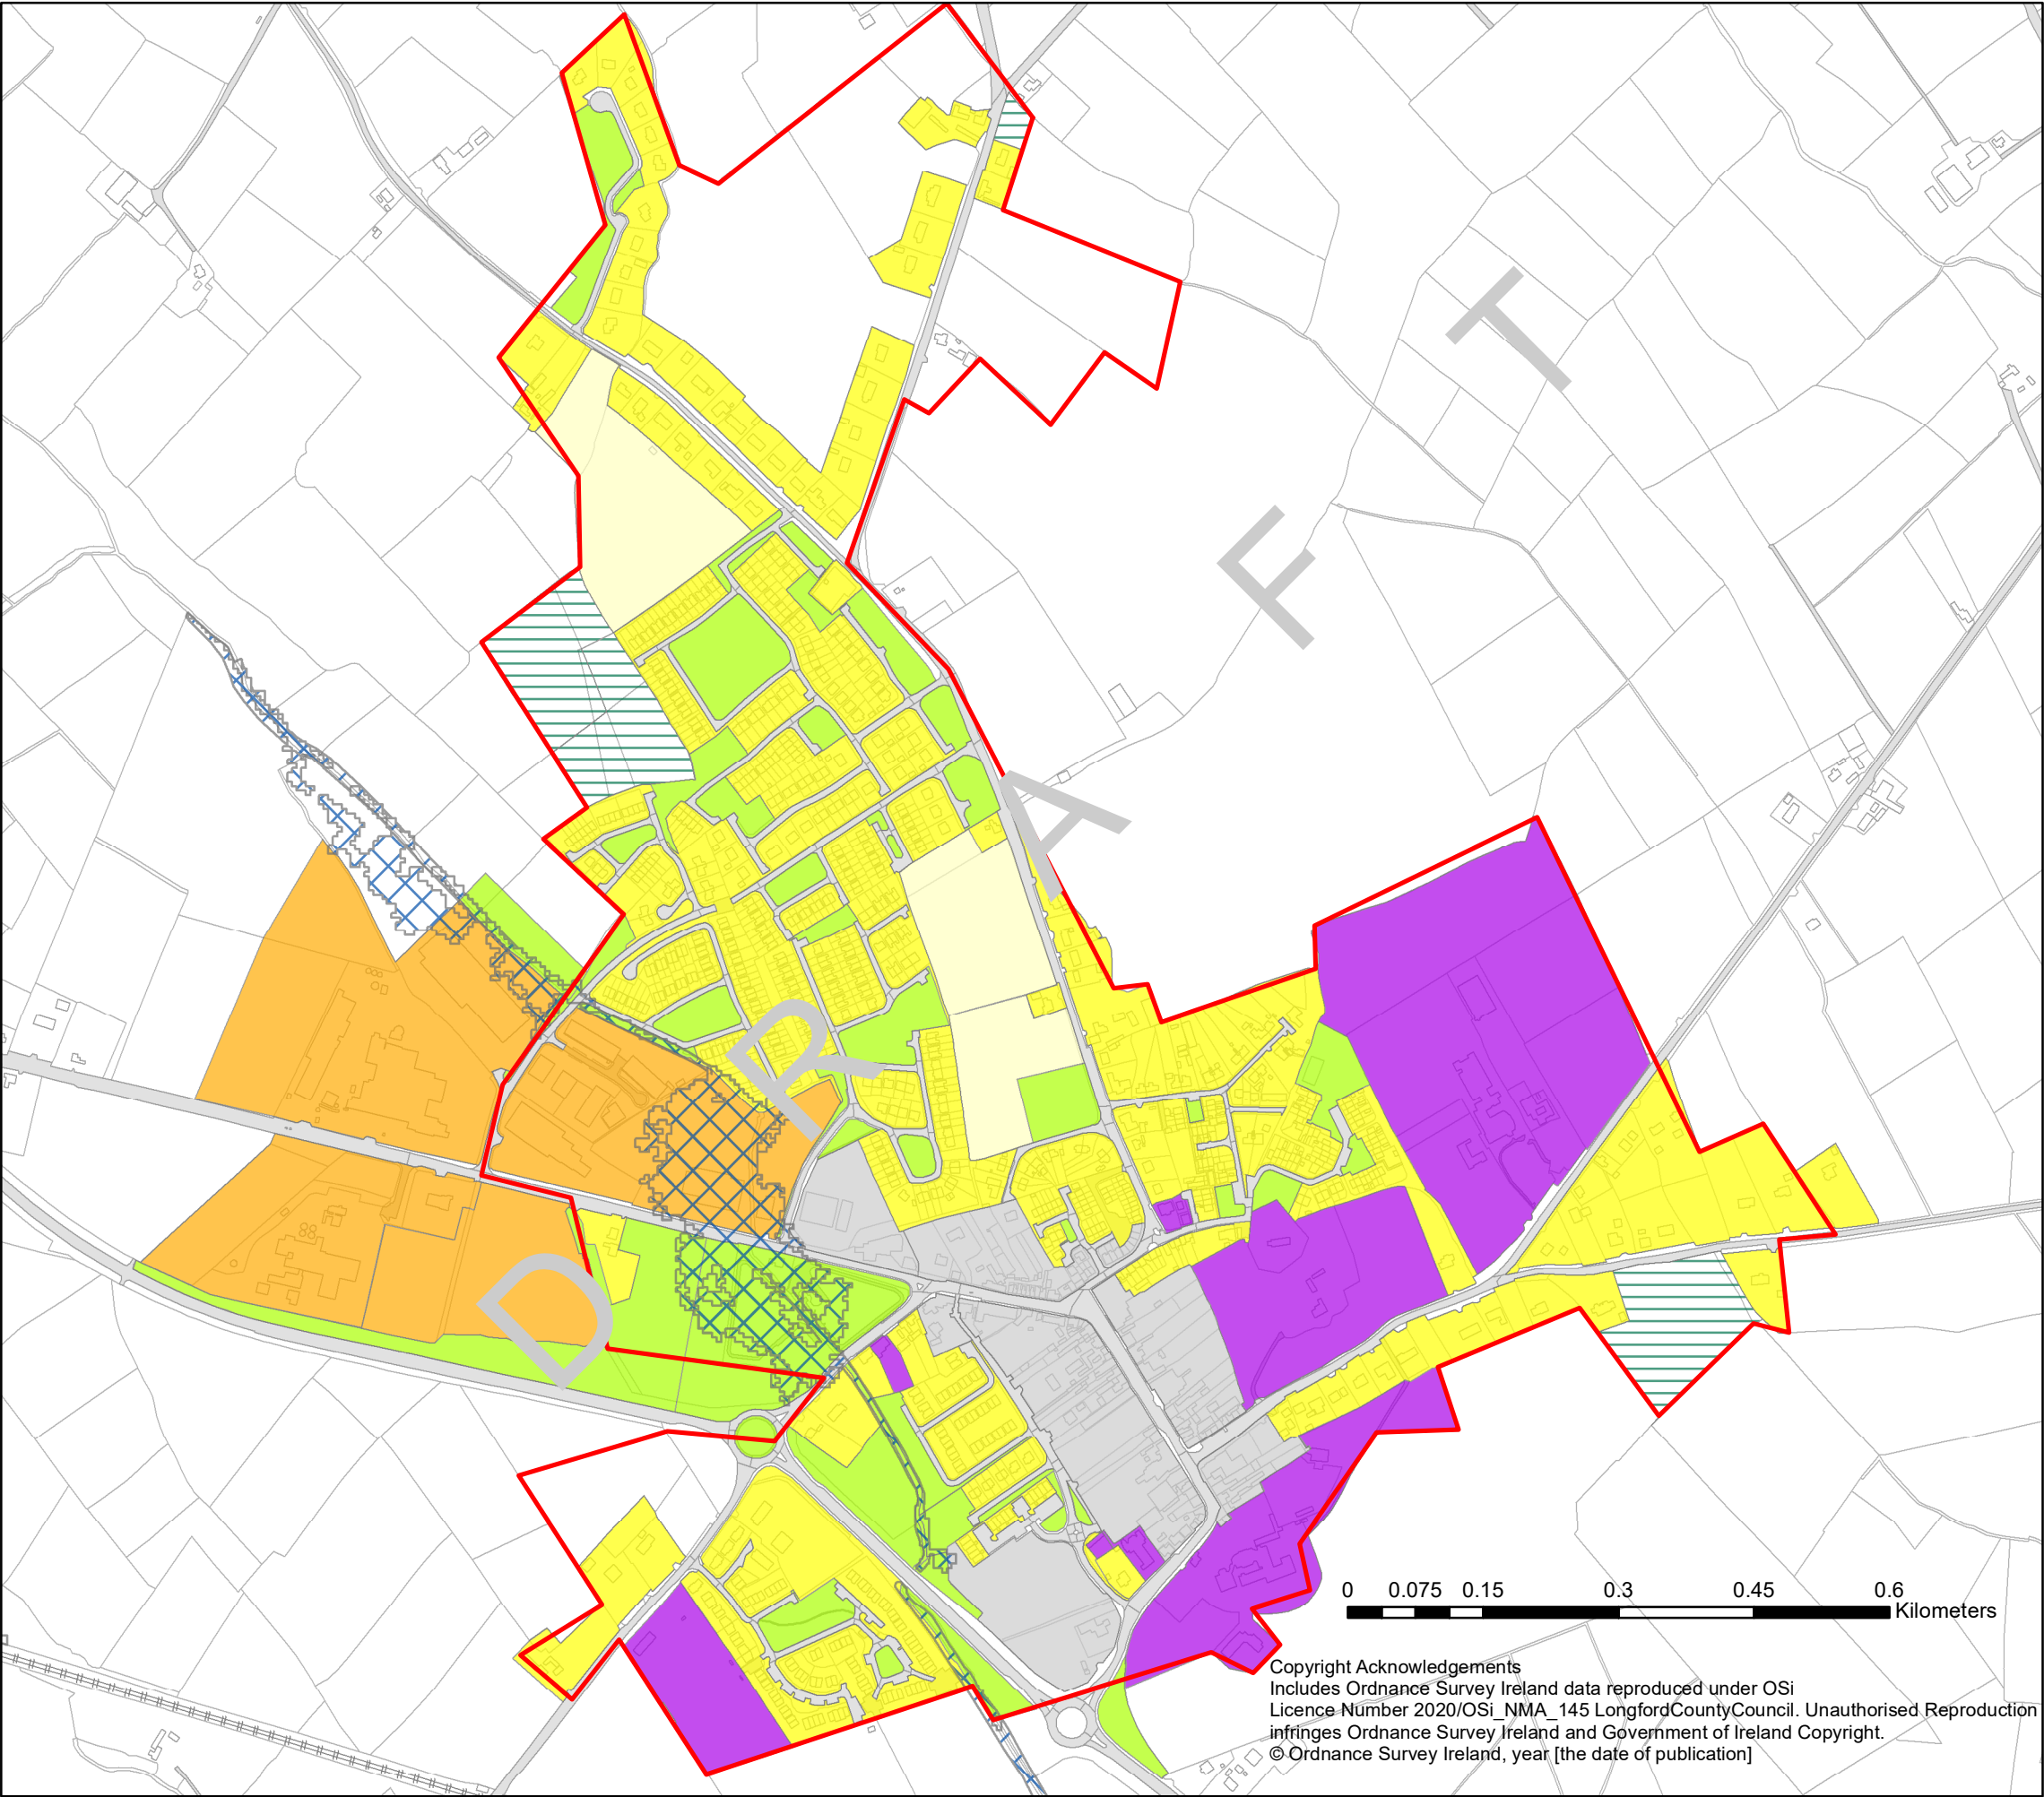 D R A F T
0 0.075 0.15 0.3 0.45 0.6
Kilometers
Copyright Acknowledgements
Includes Ordnance Survey Ireland data reproduced under OSi
Licence Number 2020/OSi_NMA_145 LongfordCountyCouncil. Unauthorised Reproduction
infringes Ordnance Survey Ireland and Government of Ireland Copyright.
© Ordnance Survey Ireland, year [the date of publication]